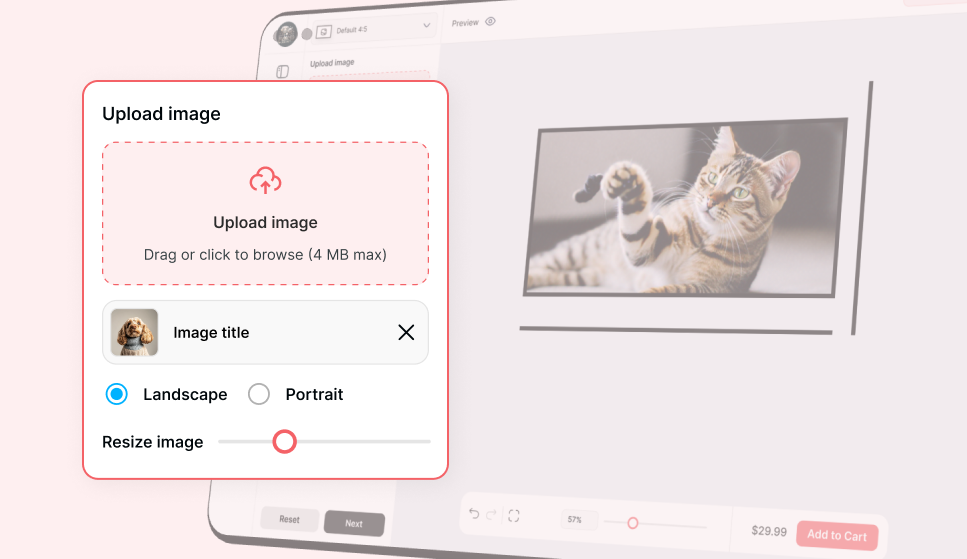 Default 4:5
Preview
Upload image
Upload image
Upload image
Drag or click to browse (4 MB max)
Image title
Landscape
Portrait
Resize image
Reset
Next
57%
$29.99
Add to Cart